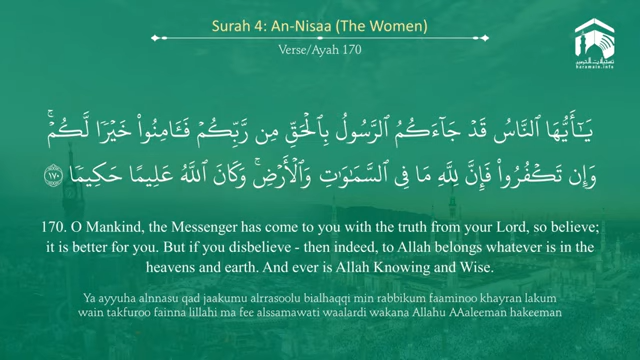 Surah 4: An-Nisaa (The Women)
Verse/Ayah 170
haramain.info
يَـٰٓأَيُّهَا ٱلنَّاسُ قَدْ جَآءَكُمُ ٱلرَّسُولُ بِٱلْحَقِّ مِن رَّبِّكُمْ فَـَٔامِنُوا۟ خَيْرًا لَّكُمْ ۚ
وَإِن تَكْفُرُوا۟ فَإِنَّ لِلَّهِ مَا فِى ٱلسَّمَـٰوَٰتِ وَٱلْأَرْضِ ۚ وَكَانَ ٱللَّهُ عَلِيمًا حَكِيمًا ١٧٠
170. O Mankind, the Messenger has come to you with the truth from your Lord, so believe;
it is better for you. But if you disbelieve - then indeed, to Allah belongs whatever is in the
heavens and earth. And ever is Allah Knowing and Wise.
Ya ayyuha alnnasu qad jaakumu alrrasoolu bialhaqqi min rabbikum faaminoo khayran lakum
wain takfuroo fainna lillahi ma fee alssamawati waalardi wakana Allahu AAaleeman hakeeman